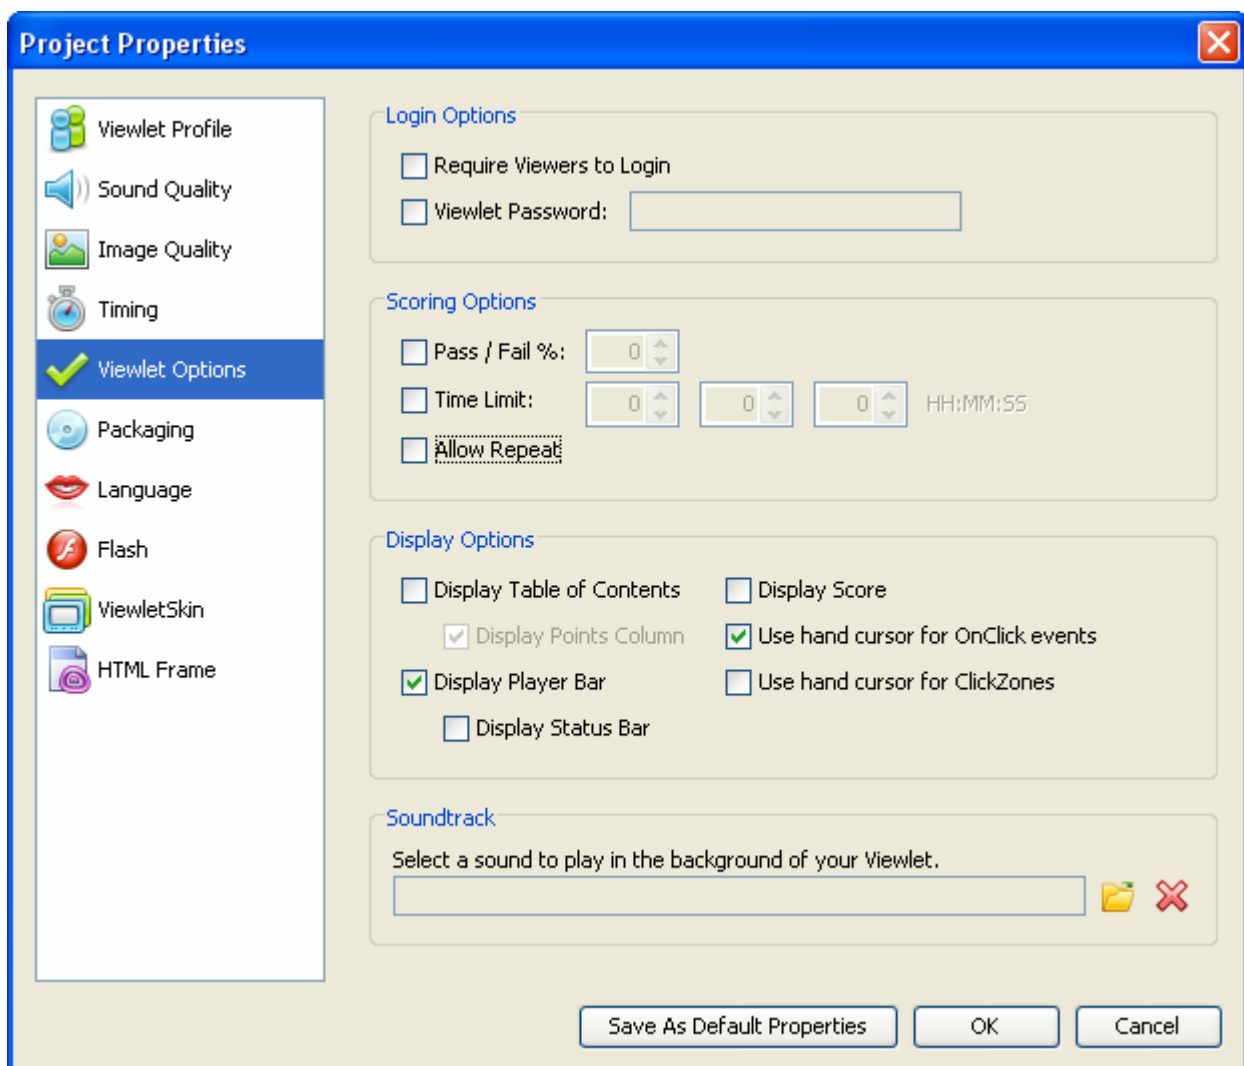 Project Properties
Viewlet Profile
Sound Quality
Image Quality
Timing
Viewlet Options
Packaging
Language
Flash
ViewletSkin
HTML Frame
Login Options
Require Viewers to Login
Viewlet Password:
Scoring Options
Pass / Fail %: 0
Time Limit: 0 0 0 HH:MM:SS
Allow Repeat
Display Options
Display Table of Contents Display Score
Display Points Column Use hand cursor for OnClick events
Display Player Bar Use hand cursor for ClickZones
Display Status Bar
Soundtrack
Select a sound to play in the background of your Viewlet.
Save As Default Properties OK Cancel